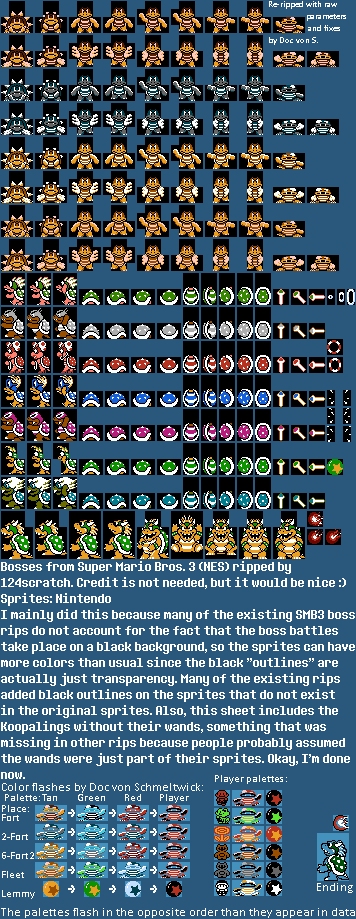 Re-ripped with raw
parameters
and fixes
by Doc von S.
Bosses from Super Mario Bros. 3 (NES) ripped by
124scratch. Credit is not needed, but it would be nice :)
Sprites: Nintendo
I mainly did this because many of the existing SMB3 boss
rips do not account for the fact that the boss battles
take place on a black background, so the sprites can have
more colors than usual since the black "outlines" are
actually just transparency. Many of the existing rips
added black outlines on the sprites that do not exist
in the original sprites. Also, this sheet includes the
Koopalings without their wands, something that was
missing in other rips because people probably assumed
the wands were just part of their sprites. Okay, I'm done
now.
Color flashes by Doc von Schmeltwick:
Palette: Tan Green Red Player
Place:
Fort
2-Fort
6-Fort2
Fleet
Lemmy
Player palettes:
Ending
The palettes flash in the opposite order than they appear in data